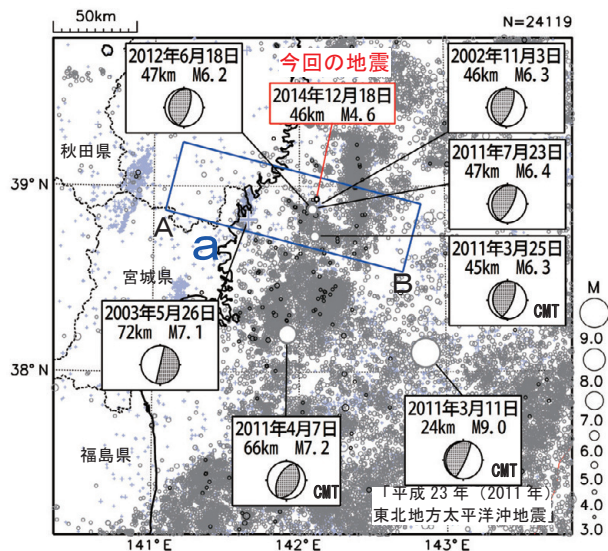 50km
N=24119
2012年6月18日
47km M6.2
今回の地震
2014年12月18日
46km M4.6
2002年11月3日
46km M6.3
秋田県
2011年7月23日
47km M6.4
39°N
A
a
宮城県
B
2011年3月25日
45km M6.3
CMT
2003年5月26日
72km M7.1
M
9.0
8.0
7.0
6.0
5.0
4.0
3.0
38°N
2011年4月7日
66km M7.2
CMT
2011年3月11日
24km M9.0
CMT
福島県
「平成 23 年（2011 年）
東北地方太平洋沖地震」
141°E
142°E
143°E